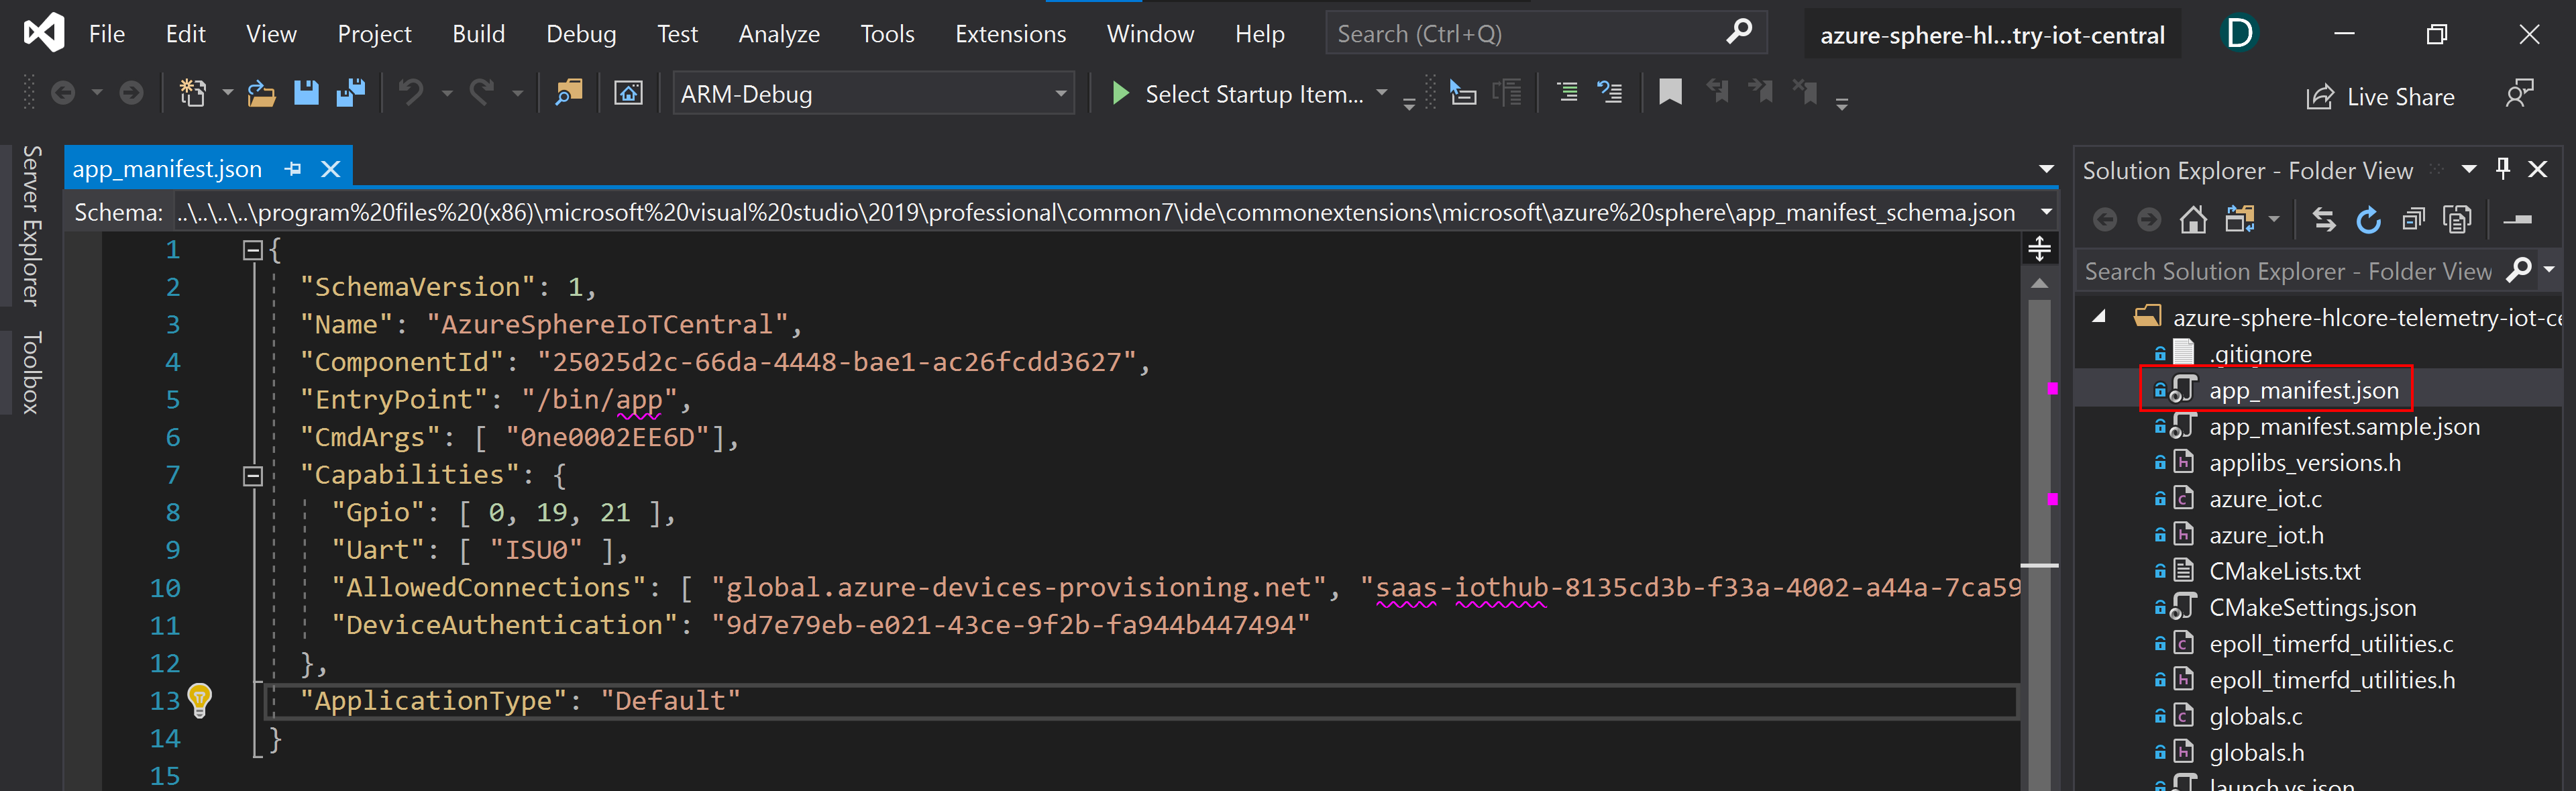 File Edit View Project Build Debug Test Analyze Tools Extensions Window Help Search (Ctrl+Q) azure-sphere-hl...try-iot-central D
ARM-Debug Select Startup Item... Live Share
Server Explorer
Toolbox
app_manifest.json
Schema: ..\..\..\..\program%20files%20(x86)\microsoft%20visual%20studio\2019\professional\common7\ide\commonextensions\microsoft\azure%20sphere\app_manifest_schema.json
1 {
2 "SchemaVersion": 1,
3 "Name": "AzureSphereIoTCentral",
4 "ComponentId": "25025d2c-66da-4448-bae1-ac26fcdd3627",
5 "EntryPoint": "/bin/app",
6 "CmdArgs": [ "0ne0002EE6D"],
7 "Capabilities": {
8 "Gpio": [ 0, 19, 21 ],
9 "Uart": [ "ISU0" ],
10 "AllowedConnections": [ "global.azure-devices-provisioning.net", "saas-iothub-8135cd3b-f33a-4002-a44a-7ca59
11 "DeviceAuthentication": "9d7e79eb-e021-43ce-9f2b-fa944b447494"
12 },
13 "ApplicationType": "Default"
14 }
15
Solution Explorer - Folder View
Search Solution Explorer - Folder View
azure-sphere-hlcore-telemetry-iot-ce
.gitignore
app_manifest.json
app_manifest.sample.json
applibs_versions.h
azure_iot.c
azure_iot.h
CMakeLists.txt
CMakeSettings.json
epoll_timerfd_utilities.c
epoll_timerfd_utilities.h
globals.c
globals.h
launch.vs.json